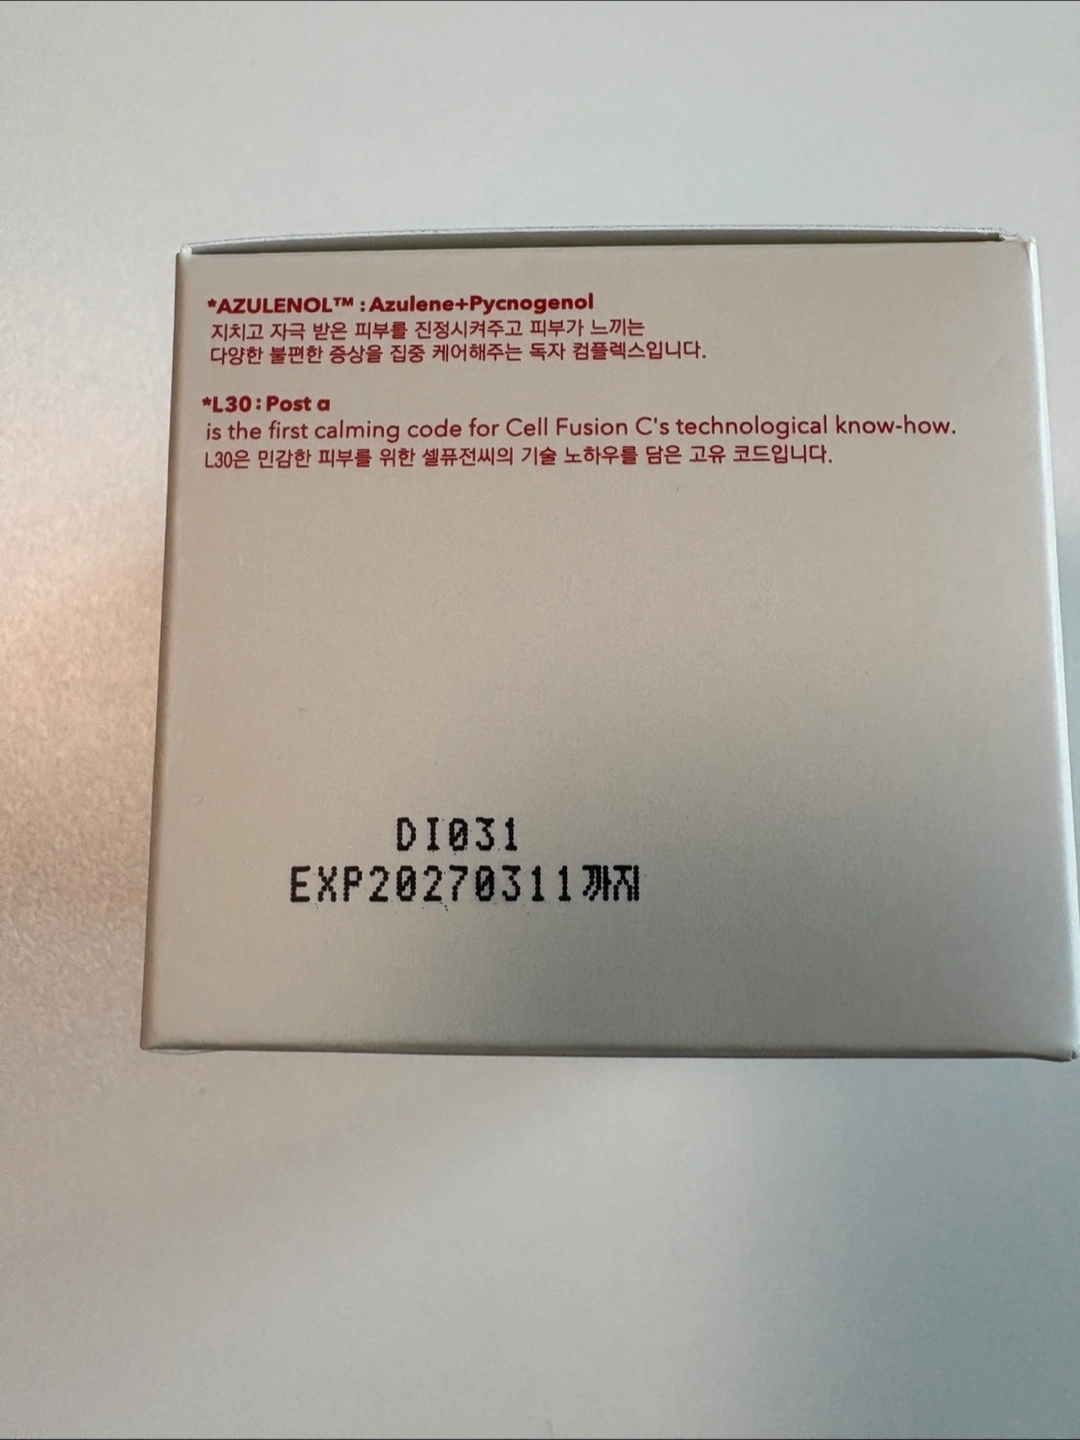 *AZULENOL™ : Azulene+Pycnogenol
지치고 자극 받은 피부를 진정시켜주고 피부가 느끼는
다양한 불편한 증상을 집중 케어해주는 독자 컴플렉스입니다.
*L30 : Post α
is the first calming code for Cell Fusion C's technological know-how.
L30은 민감한 피부를 위한 셀퓨전씨의 기술 노하우를 담은 고유 코드입니다.
DI031
EXP20270311까지